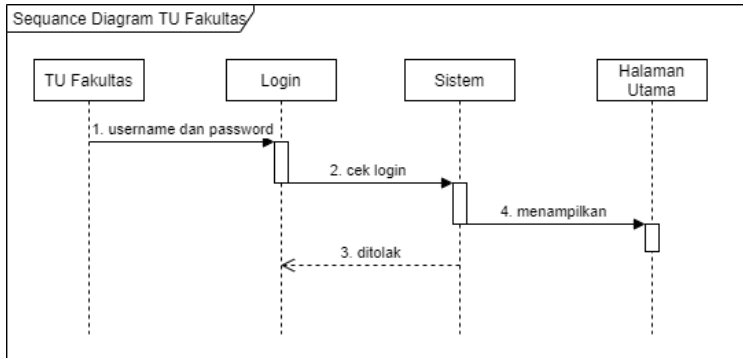 Sequance Diagram TU Fakultas
TU Fakultas
Login
Sistem
Halaman
Utama
1. username dan password
2. cek login
4. menampilkan
3. ditolak